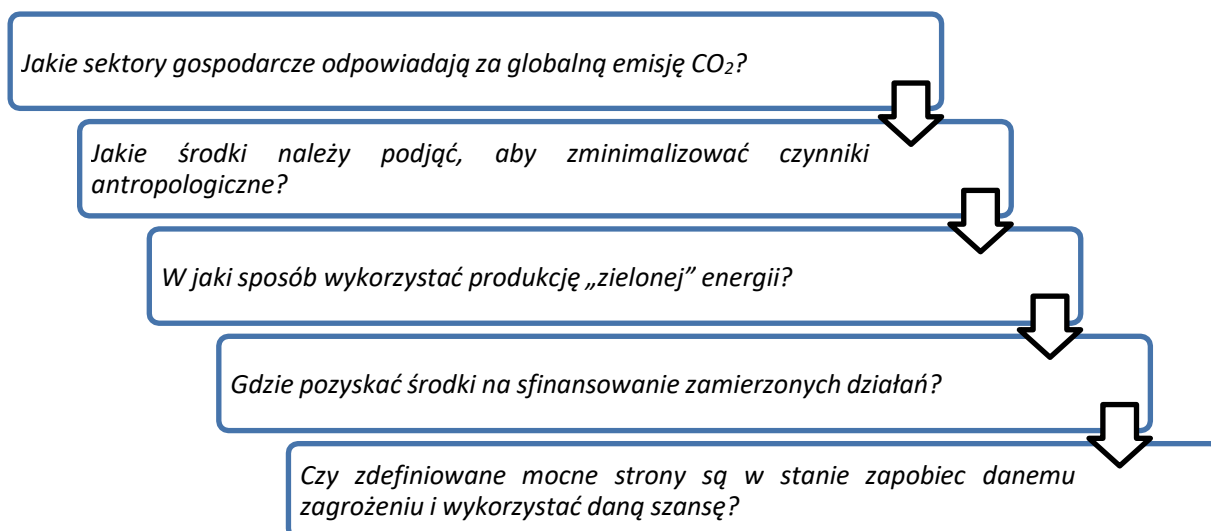 Jakie sektory gospodarcze odpowiadają za globalną emisję CO₂?
Jakie środki należy podjąć, aby zminimalizować czynniki
antropologiczne?
W jaki sposób wykorzystać produkcję „zielonej” energii?
Gdzie pozyskać środki na sfinansowanie zamierzonych działań?
Czy zdefiniowane mocne strony są w stanie zapobiec danemu
zagrożeniu i wykorzystać daną szansę?